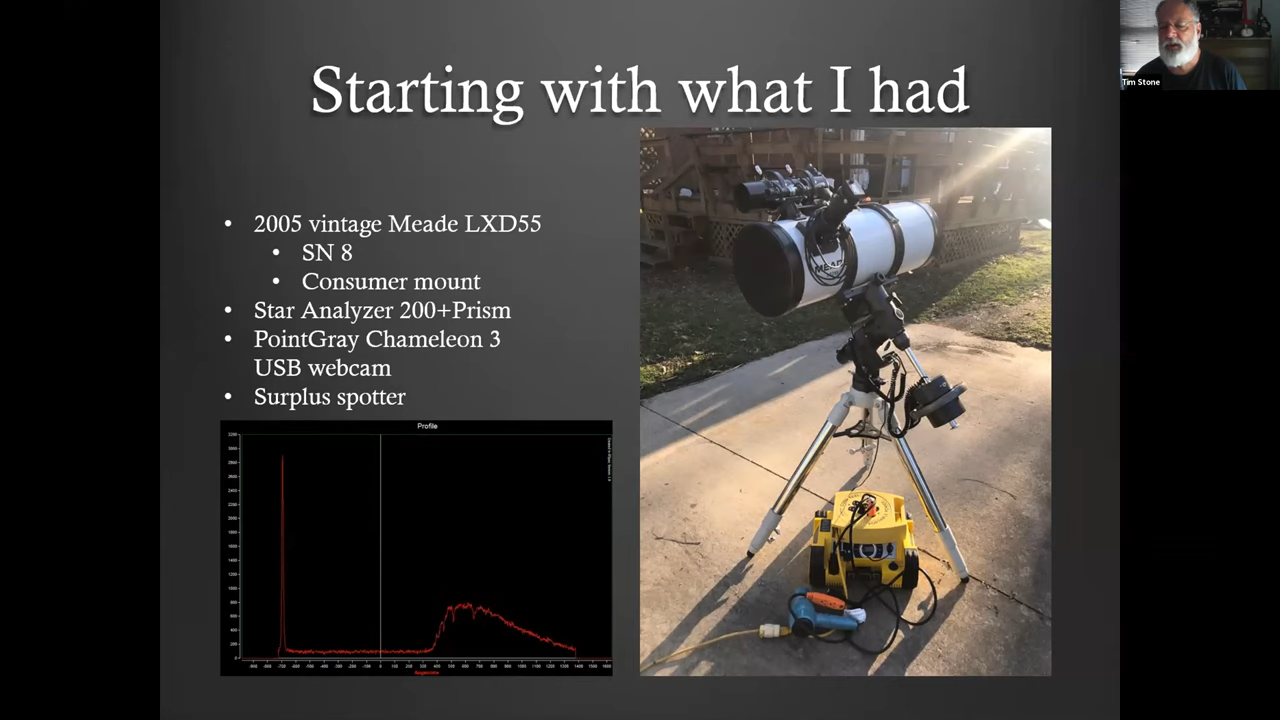 Starting with what I had
Tim Stone
• 2005 vintage Meade LXD55
• SN 8
• Consumer mount
• Star Analyzer 200+Prism
• PointGray Chameleon 3
USB webcam
• Surplus spotter
MEADE
Profile